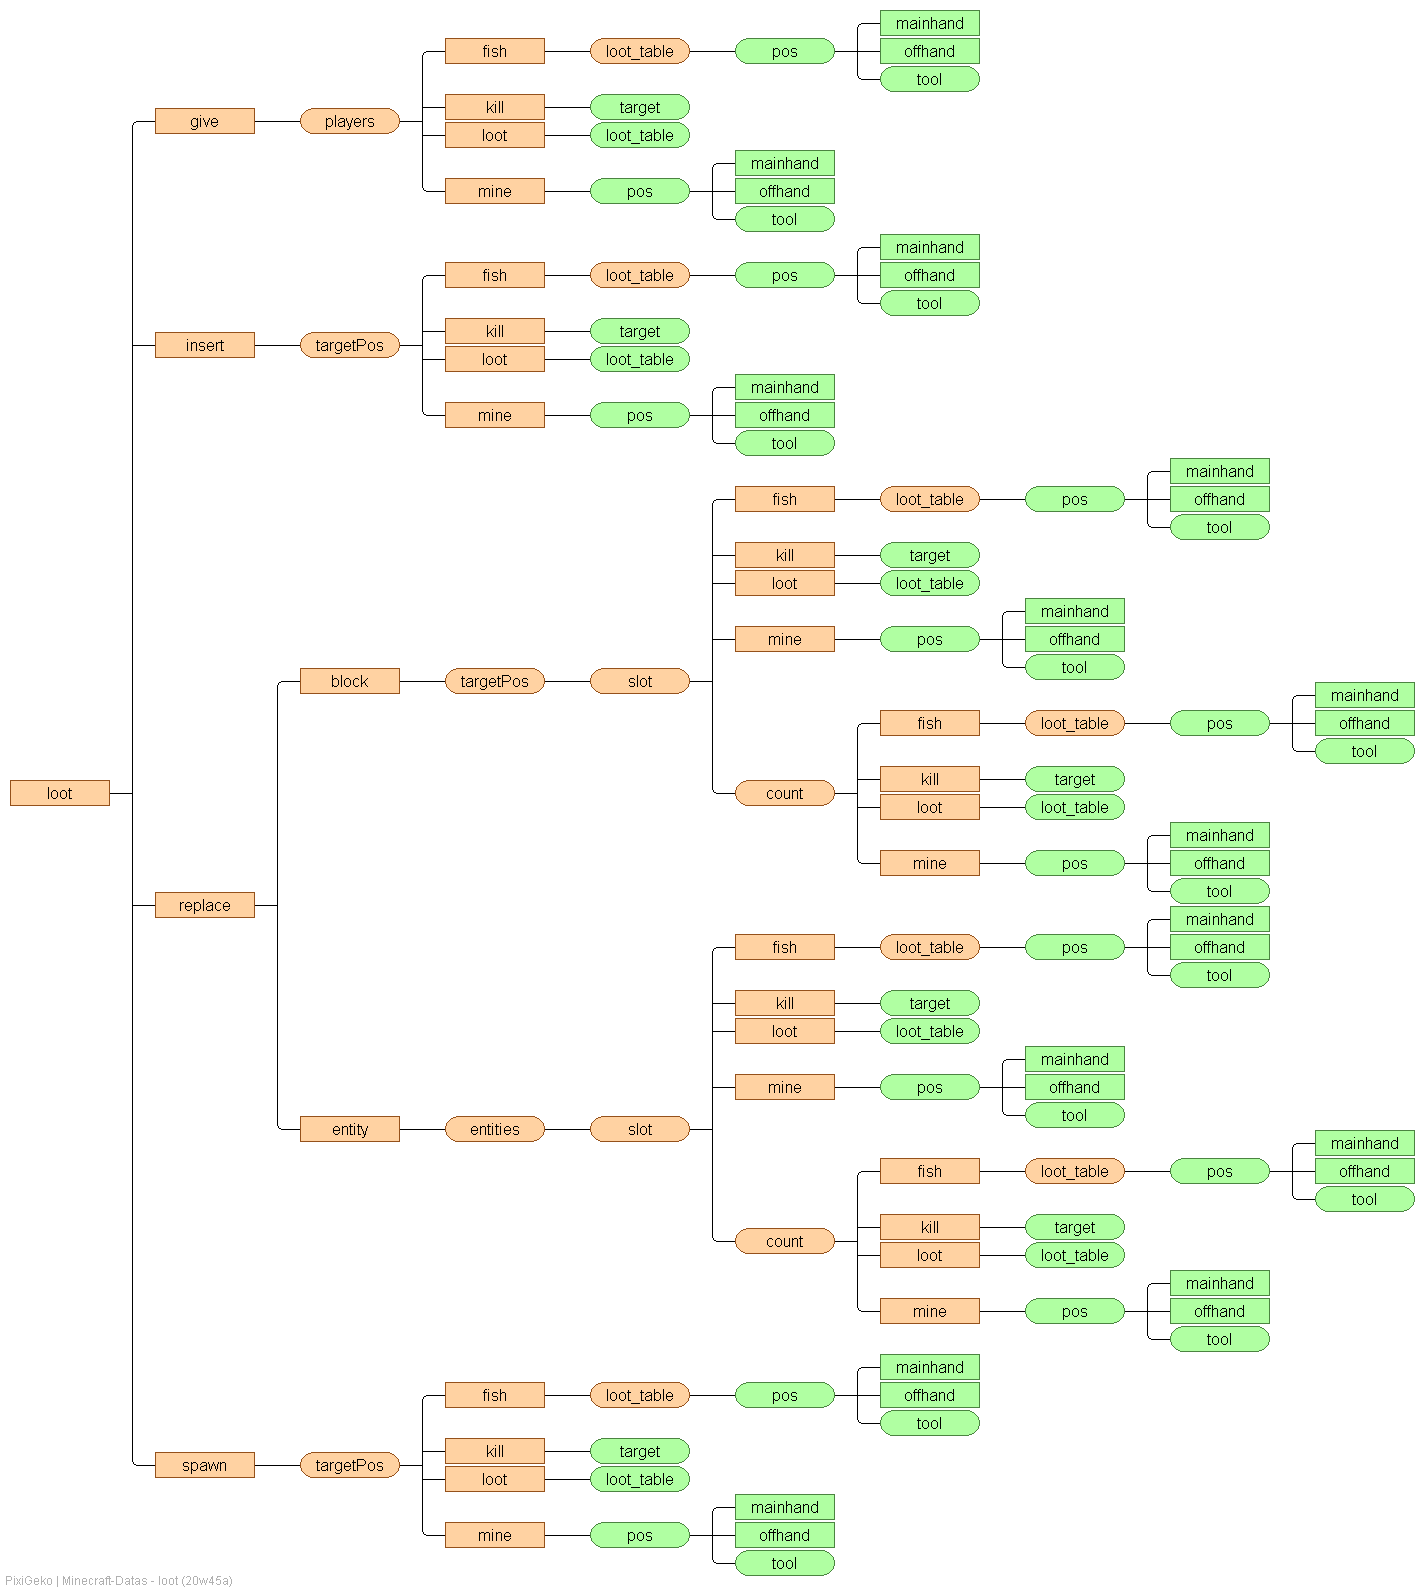 mainhand
fish loot_table pos offhand
tool
kill target
give players
loot loot_table
mainhand
mine pos offhand
tool
mainhand
fish loot_table pos offhand
tool
kill target
insert targetPos
loot loot_table
mainhand
mine pos offhand
tool
mainhand
fish loot_table pos offhand
tool
kill target
loot loot_table
mainhand
mine pos offhand
tool
block targetPos slot
mainhand
fish loot_table pos offhand
tool
kill target
loot count
loot loot_table
mainhand
mine pos offhand
tool
replace
mainhand
fish loot_table pos offhand
tool
kill target
loot loot_table
mainhand
mine pos offhand
tool
entity entities slot
mainhand
fish loot_table pos offhand
tool
kill target
count
loot loot_table
mainhand
mine pos offhand
tool
mainhand
fish loot_table pos offhand
tool
kill target
spawn targetPos
loot loot_table
mainhand
mine pos offhand
tool
PixiGeko | Minecraft-Datas - loot (20w45a)